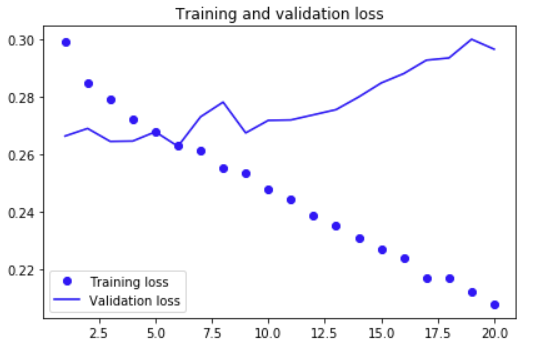 Training and validation loss
0.30
0.28
0.26
0.24
0.22
Training loss
Validation loss
2.5 5.0 7.5 10.0 12.5 15.0 17.5 20.0